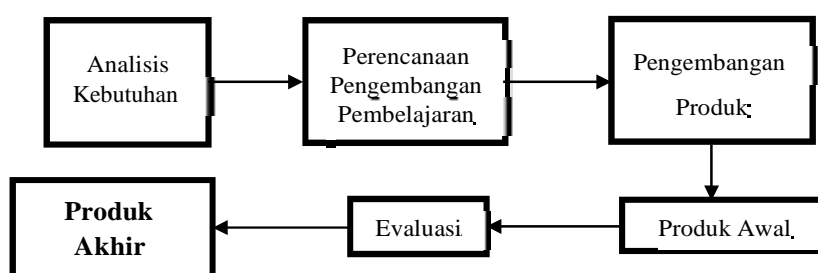 Analisis
Kebutuhan
Perencanaan
Pengembangan
Pembelajaran
Pengembangan
Produk
Produk Awal
Evaluasi
Produk
Akhir